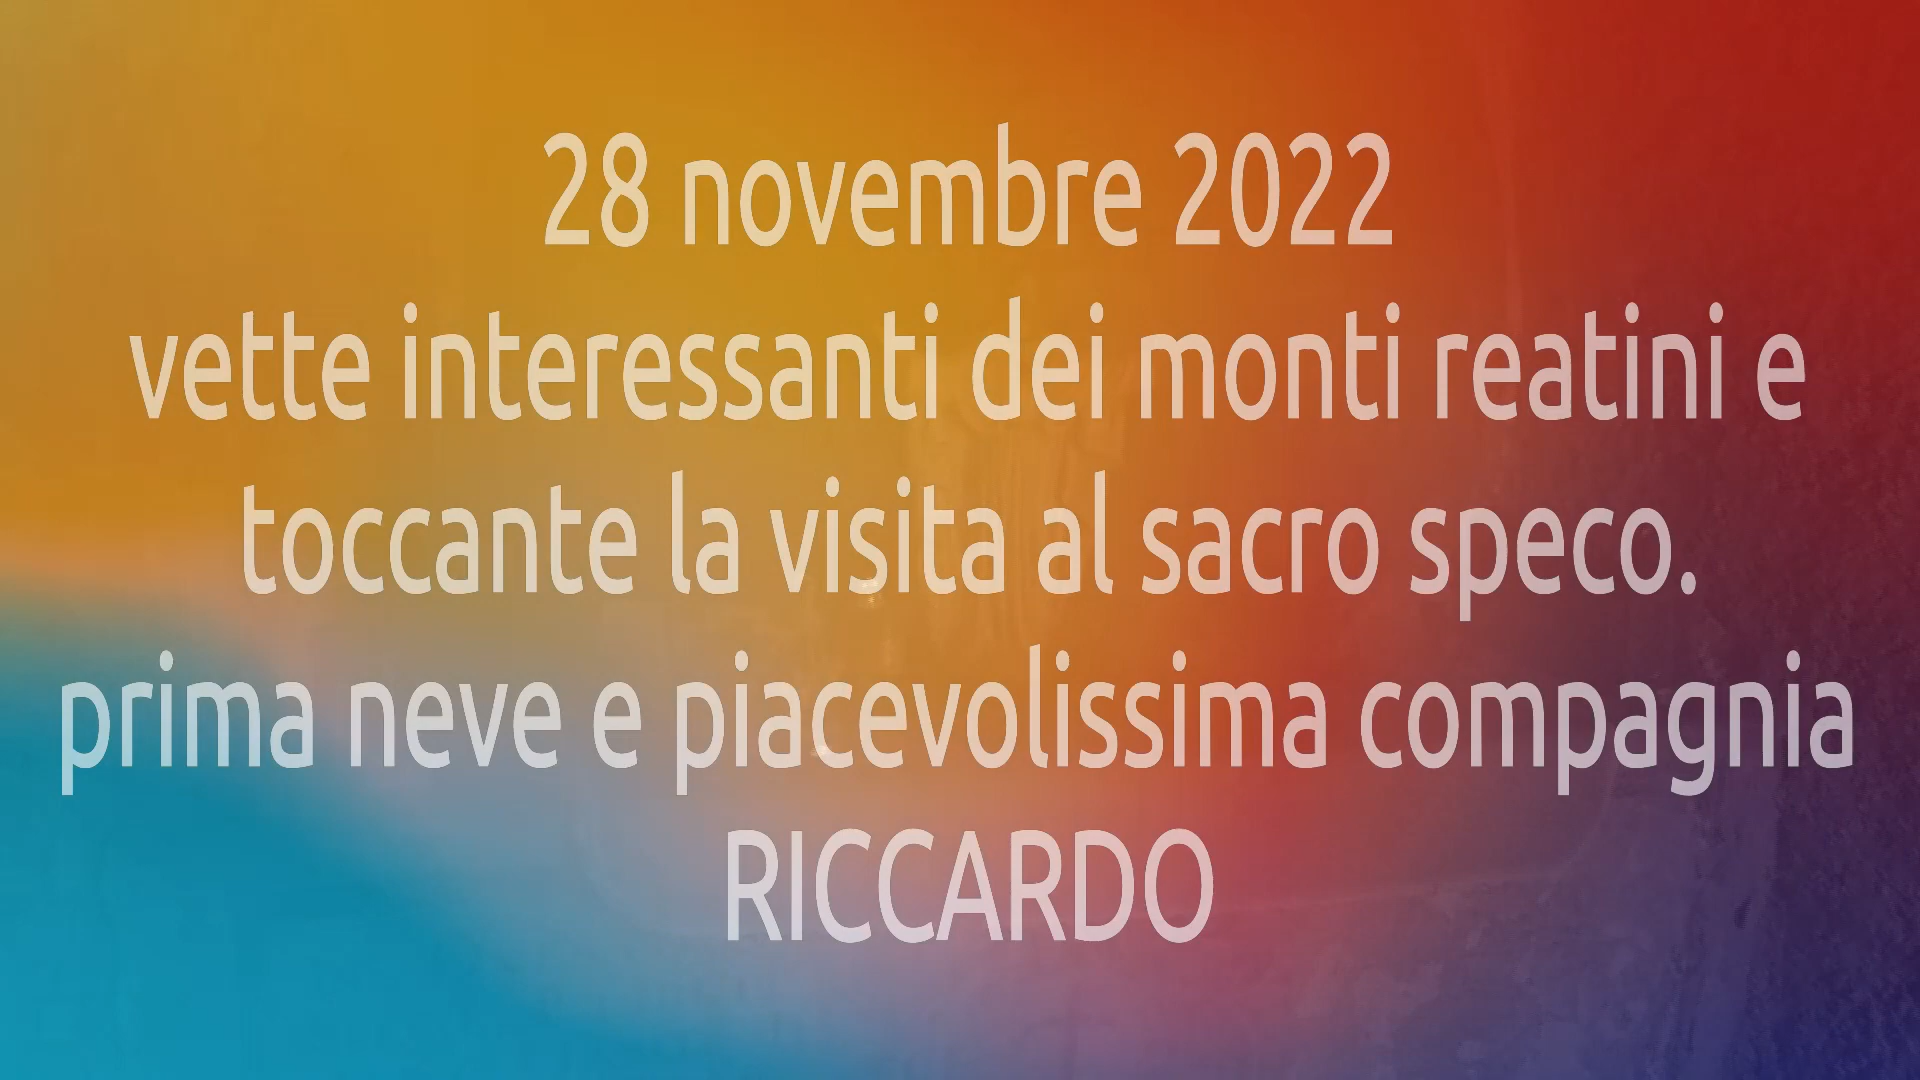 28 novembre 2022
vette interessanti dei monti reatini e
toccante la visita al sacro speco.
prima neve e piacevolissima compagnia
RICCARDO